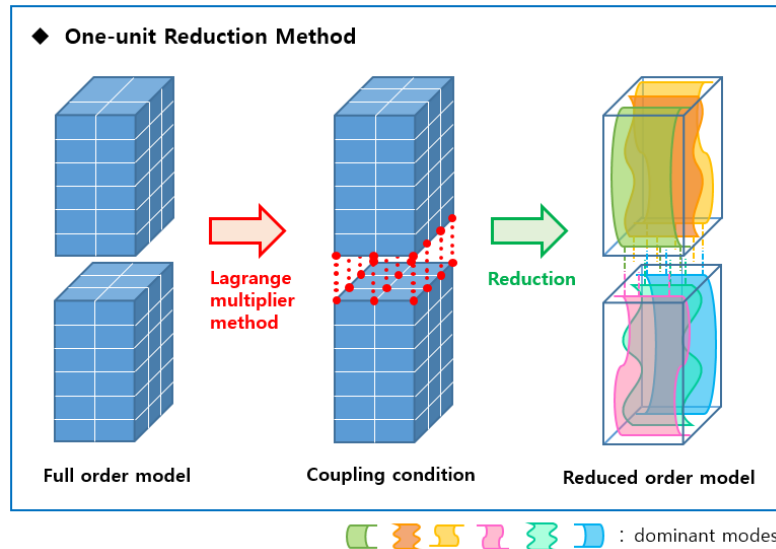 ◆ One-unit Reduction Method
Lagrange
multiplier
method
Reduction
Full order model
Coupling condition
Reduced order model
: dominant modes